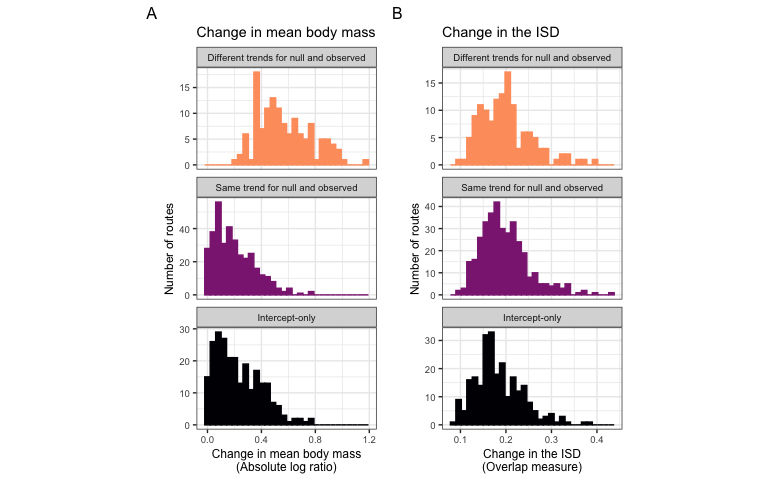 A
B
Change in mean body mass
Change in the ISD
Different trends for null and observed
Different trends for null and observed
15
10
5
0
15
10
5
0
Same trend for null and observed
Same trend for null and observed
Number of routes
40
20
0
Number of routes
40
30
20
10
0
Intercept-only
Intercept-only
30
20
10
0
30
20
10
0
0.0 0.4 0.8 1.2
0.1 0.2 0.3 0.4
Change in mean body mass
(Absolute log ratio)
Change in the ISD
(Overlap measure)